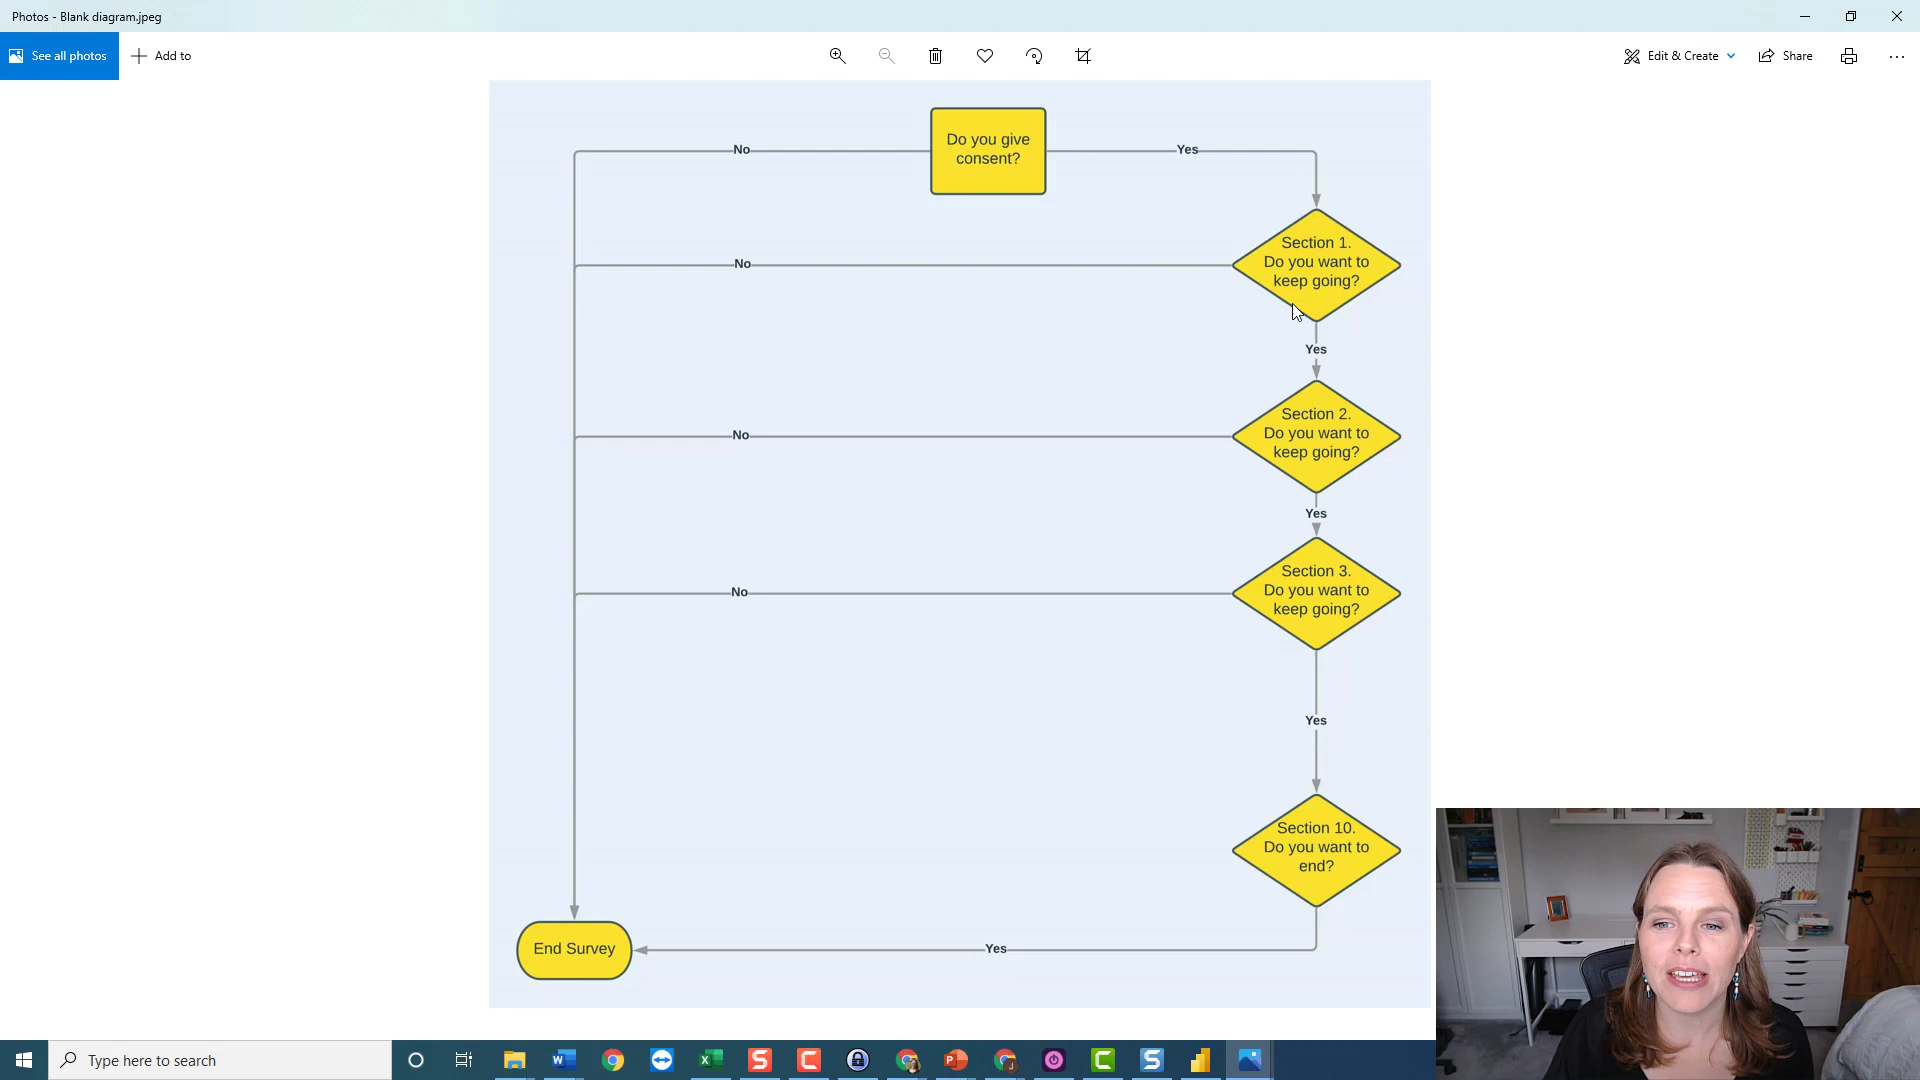 Photos - Blank diagram.jpeg
See all photos
Add to
Edit & Create
Share
Do you give
consent?
No
Yes
Section 1.
Do you want to
keep going?
No
Yes
Section 2.
Do you want to
keep going?
No
Yes
Section 3.
Do you want to
keep going?
No
Yes
Section 10.
Do you want to
end?
Yes
End Survey
Type here to search